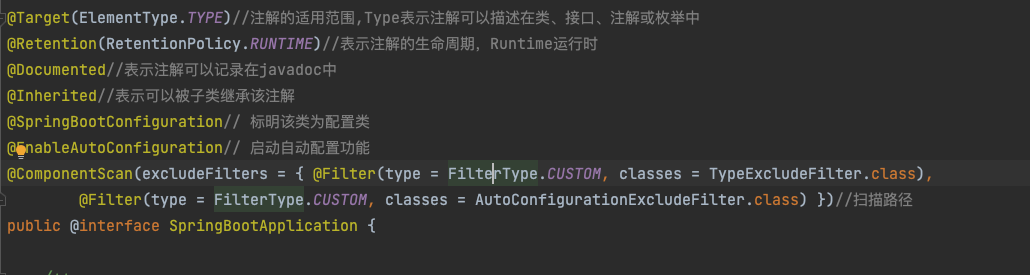 @Target(ElementType.TYPE)//注解的适用范围,Type表示注解可以描述在类、接口、注解或枚举中
@Retention(RetentionPolicy.RUNTIME)//表示注解的生命周期，Runtime运行时
@Documented//表示注解可以记录在javadoc中
@Inherited//表示可以被子类继承该注解
@SpringBootConfiguration// 标明该类为配置类
@EnableAutoConfiguration// 启动自动配置功能
@ComponentScan(excludeFilters = { @Filter(type = FilterType.CUSTOM, classes = TypeExcludeFilter.class),
@Filter(type = FilterType.CUSTOM, classes = AutoConfigurationExcludeFilter.class) })//扫描路径
public @interface SpringBootApplication {